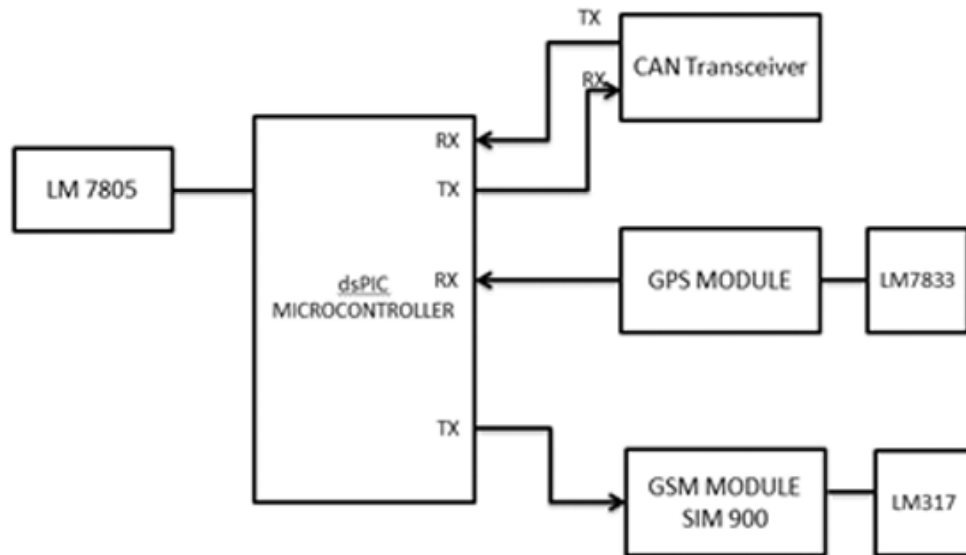 TX
CAN Transceiver
RX
RX
LM 7805
TX
dsPIC
MICROCONTROLLER
RX
GPS MODULE
LM7833
TX
GSM MODULE
SIM 900
LM317